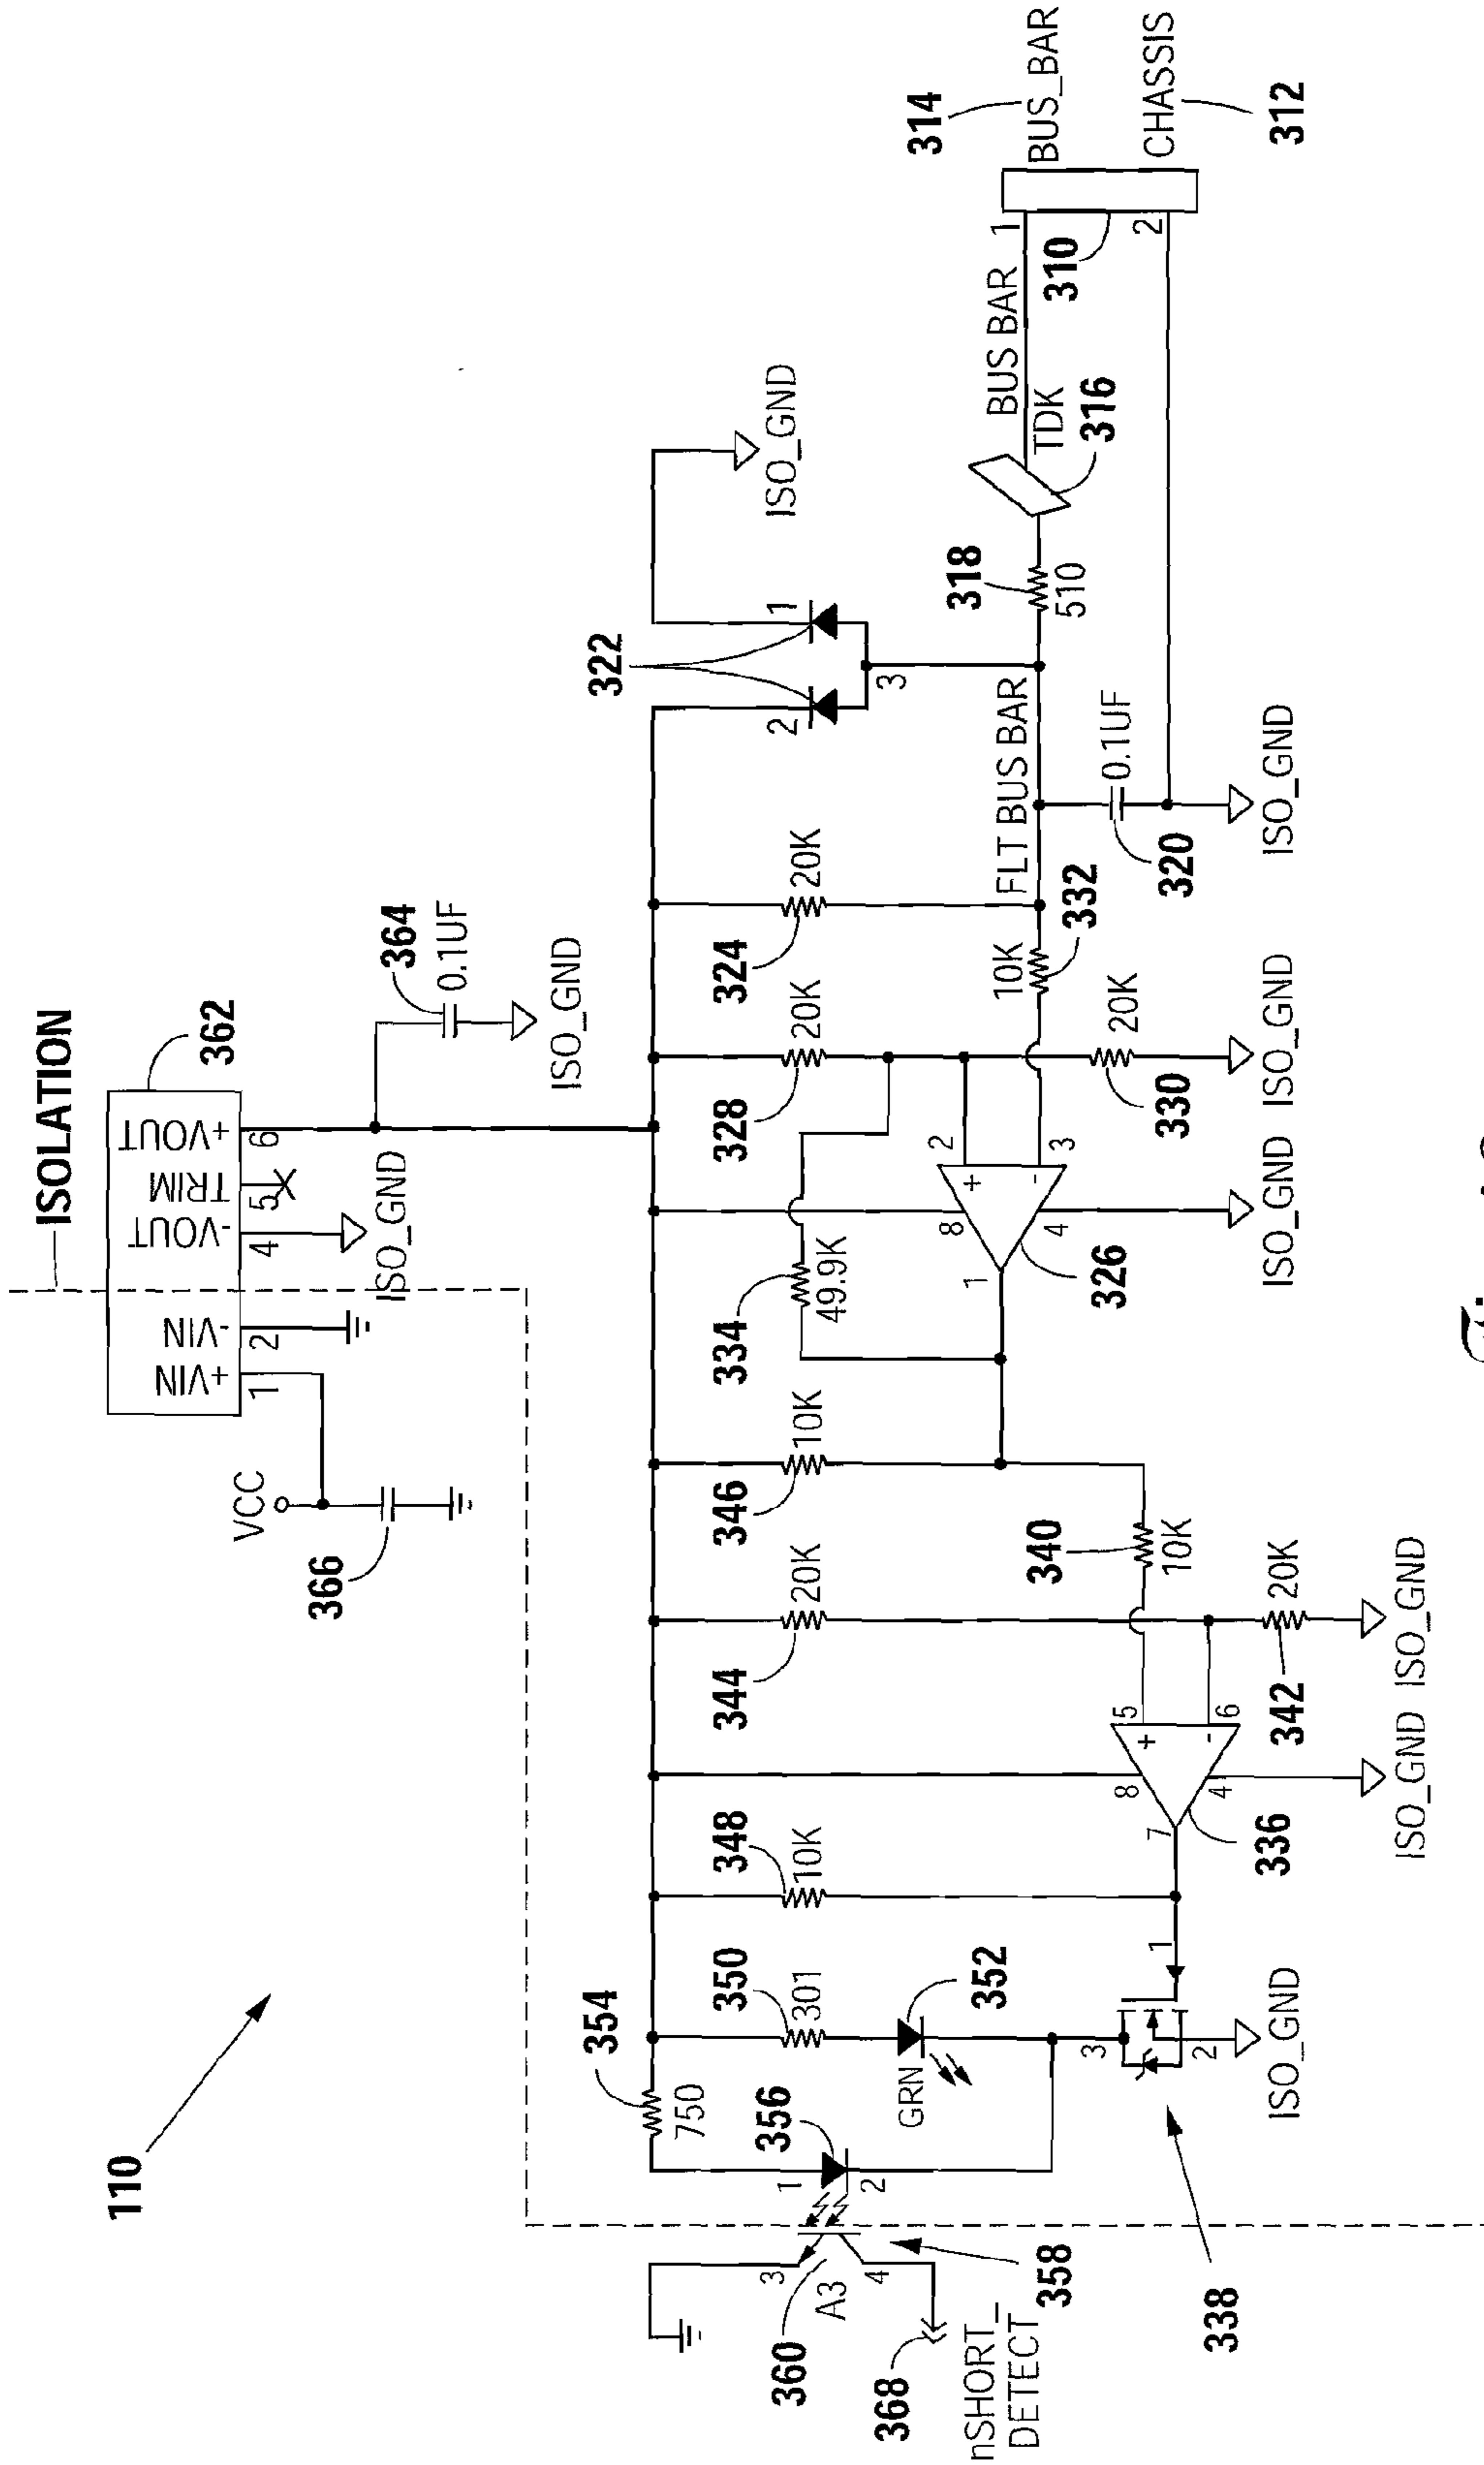 ISOLATION
362
+VOUT
6
TRIM
5
-VOUT
4
ISO_GND
-VIN
2
+VIN
1
364
0.1UF
ISO_GND
VCC
366
110
354
750
356
1
2
358
360
A3
3
4
368
nSHORT_
DETECT
350
301
GRN
352
3
1
2
ISO_GND
338
348
10K
7
8
4
336
5
+
6
-
ISO_GND
344
20K
342
20K
ISO_GND
340
10K
346
10K
334
49.9K
1
8
4
326
2
+
3
-
ISO_GND
328
20K
330
20K
ISO_GND
332
10K
324
20K
FLT BUS BAR
320
0.1UF
ISO_GND
322
2
1
3
ISO_GND
318
510
316
TDK
BUS BAR
310
1
2
314
BUS_BAR
CHASSIS
312